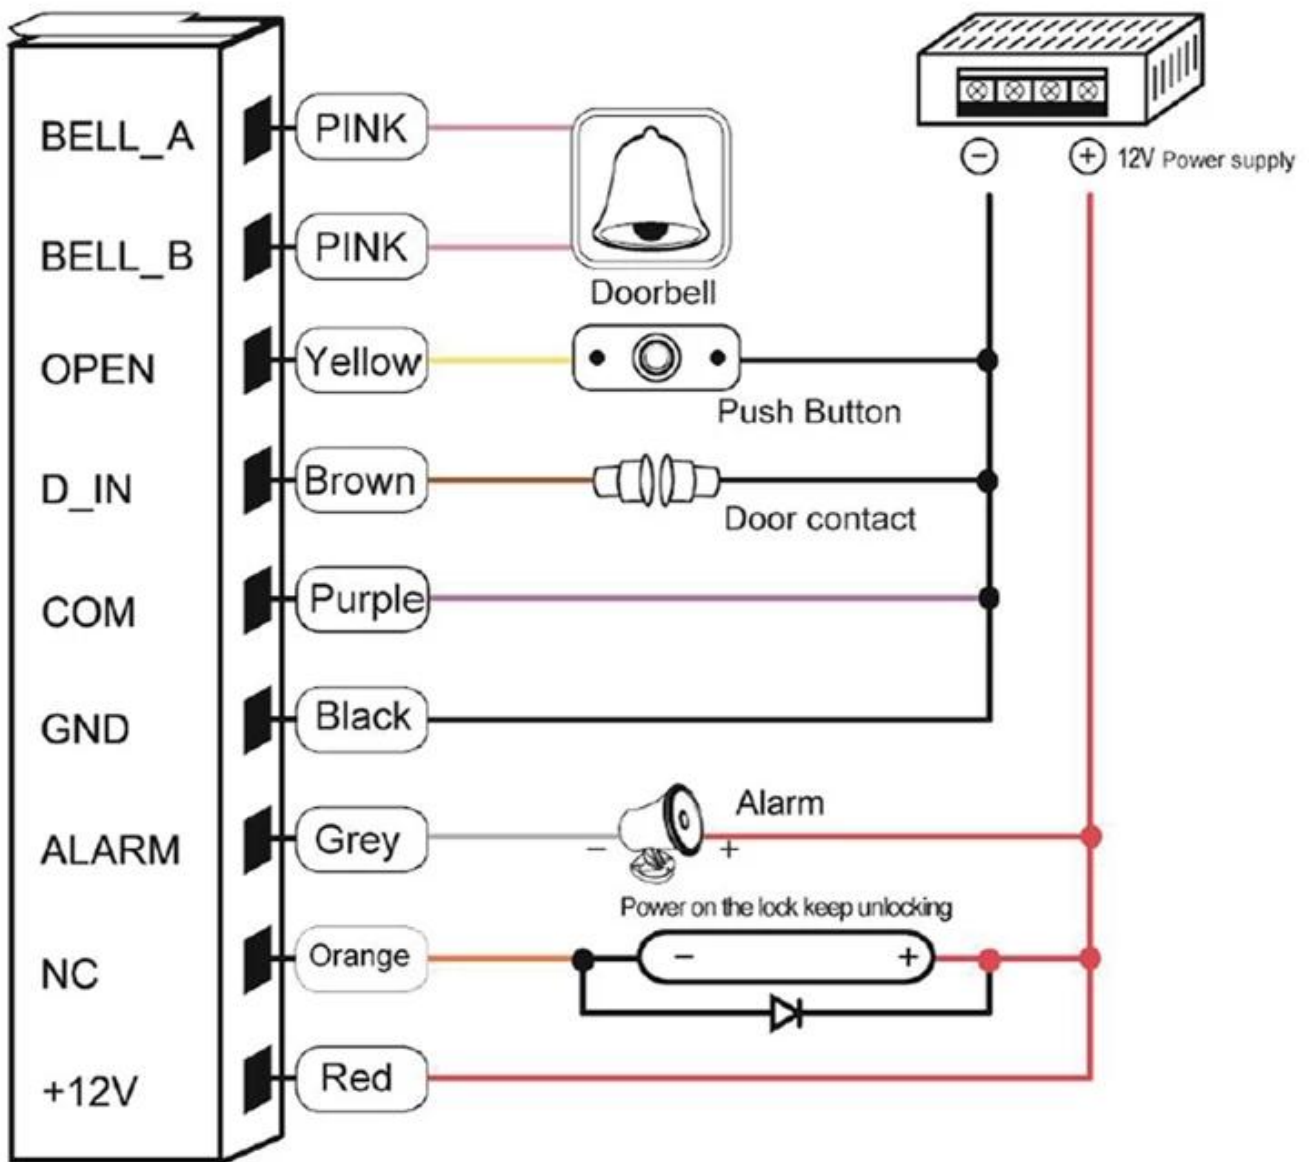 BELL_A
PINK
BELL_B
PINK
Doorbell
⊖ ⊕ 12V Power supply
OPEN
Yellow
Push Button
D_IN
Brown
Door contact
COM
Purple
GND
Black
ALARM
Grey
− +
Alarm
Power on the lock keep unlocking
NC
Orange
− +
+12V
Red